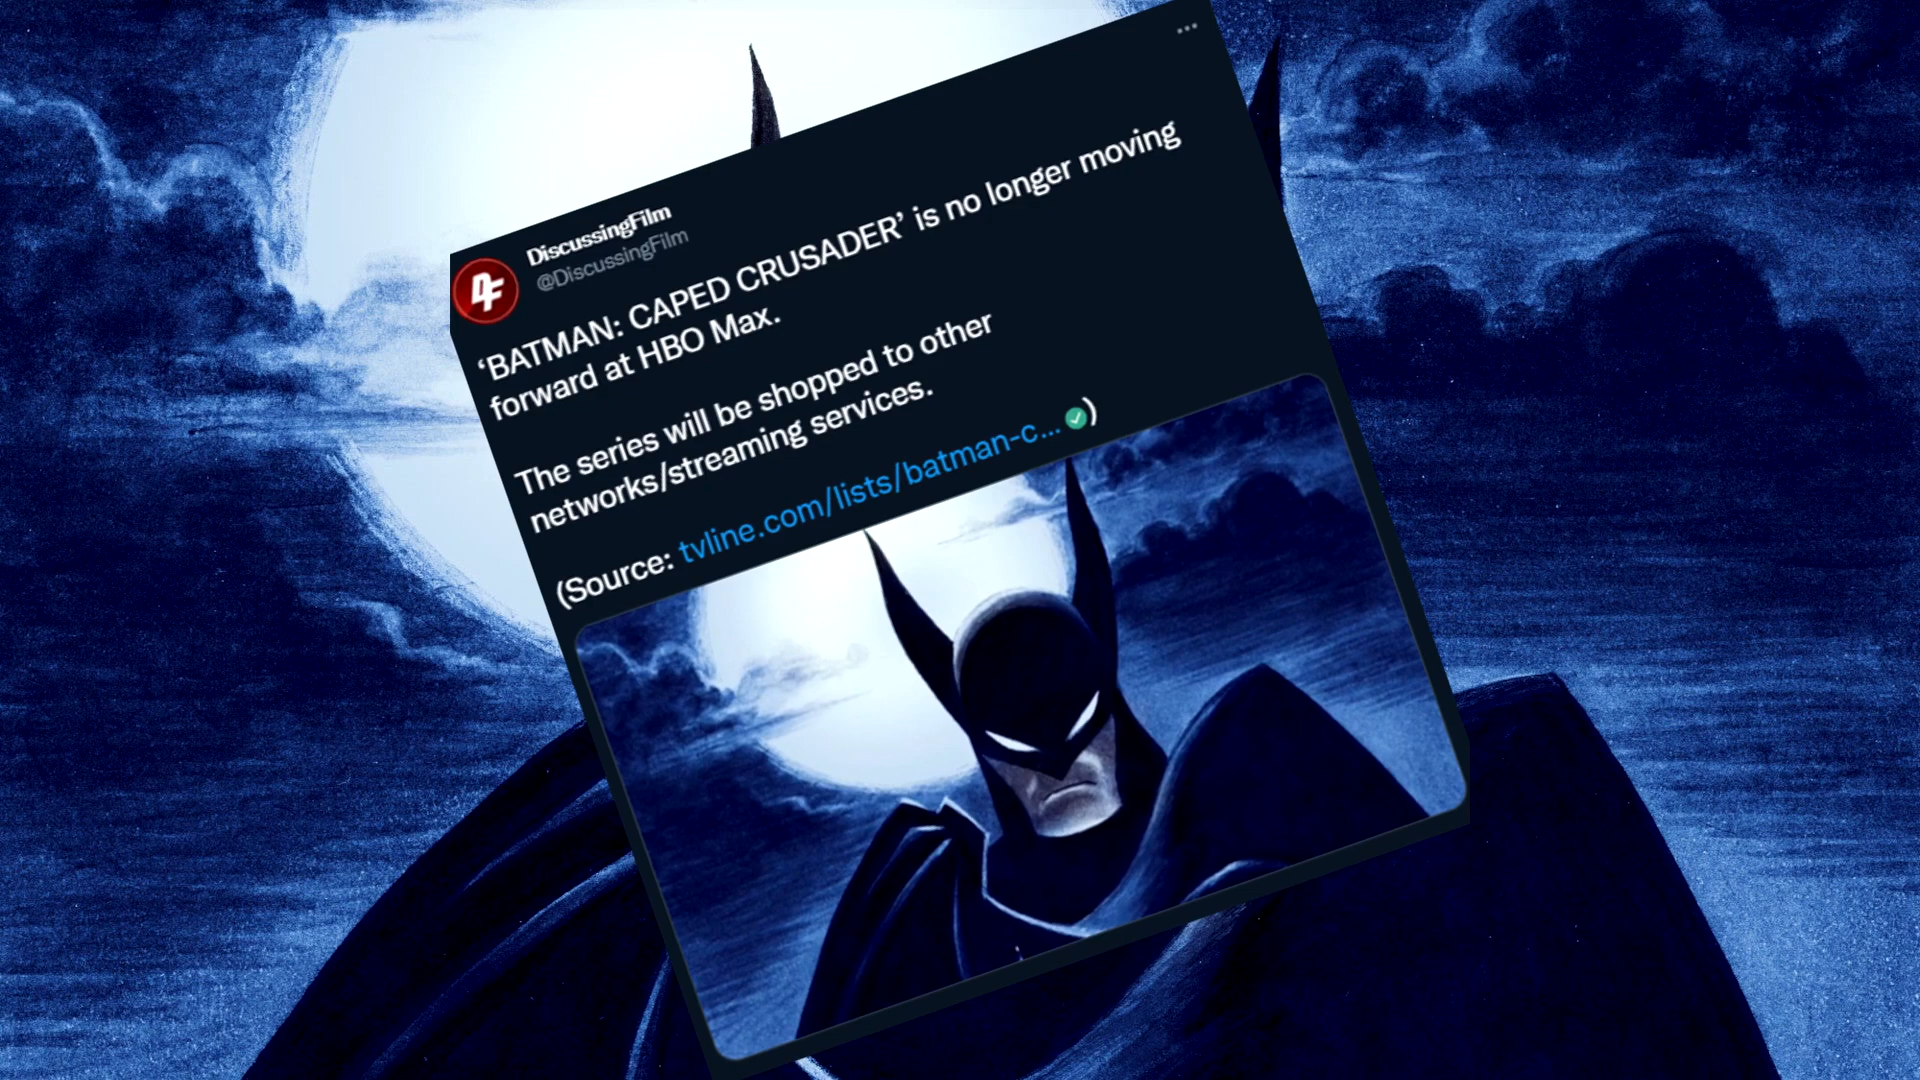 DiscussingFilm
@DiscussingFilm
‘BATMAN: CAPED CRUSADER’ is no longer moving
forward at HBO Max.
The series will be shopped to other
networks/streaming services.
(Source: tvline.com/lists/batman-c... )